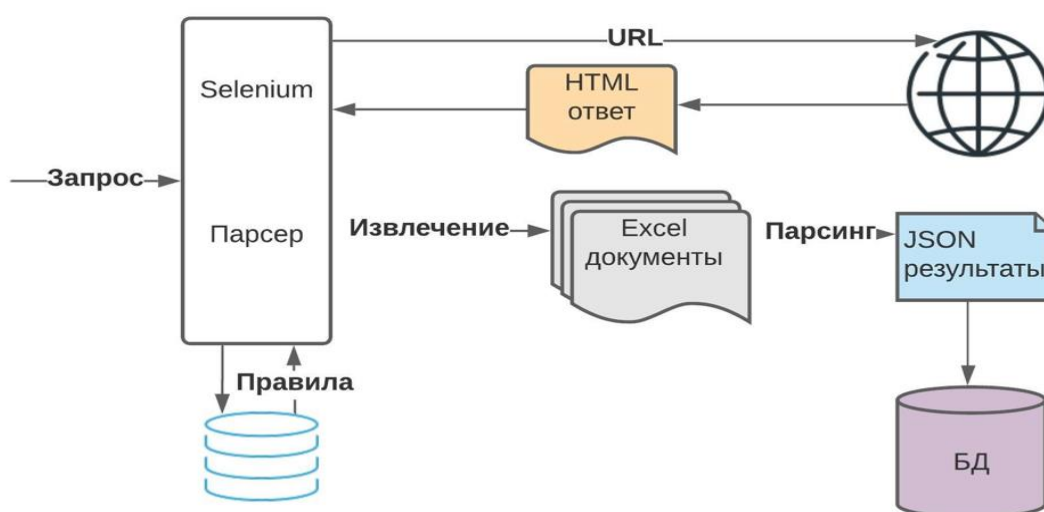 URL
Selenium
HTML
ответ
Запрос
Парсер
Извлечение
Excel
документы
Парсинг
JSON
результаты
Правила
БД